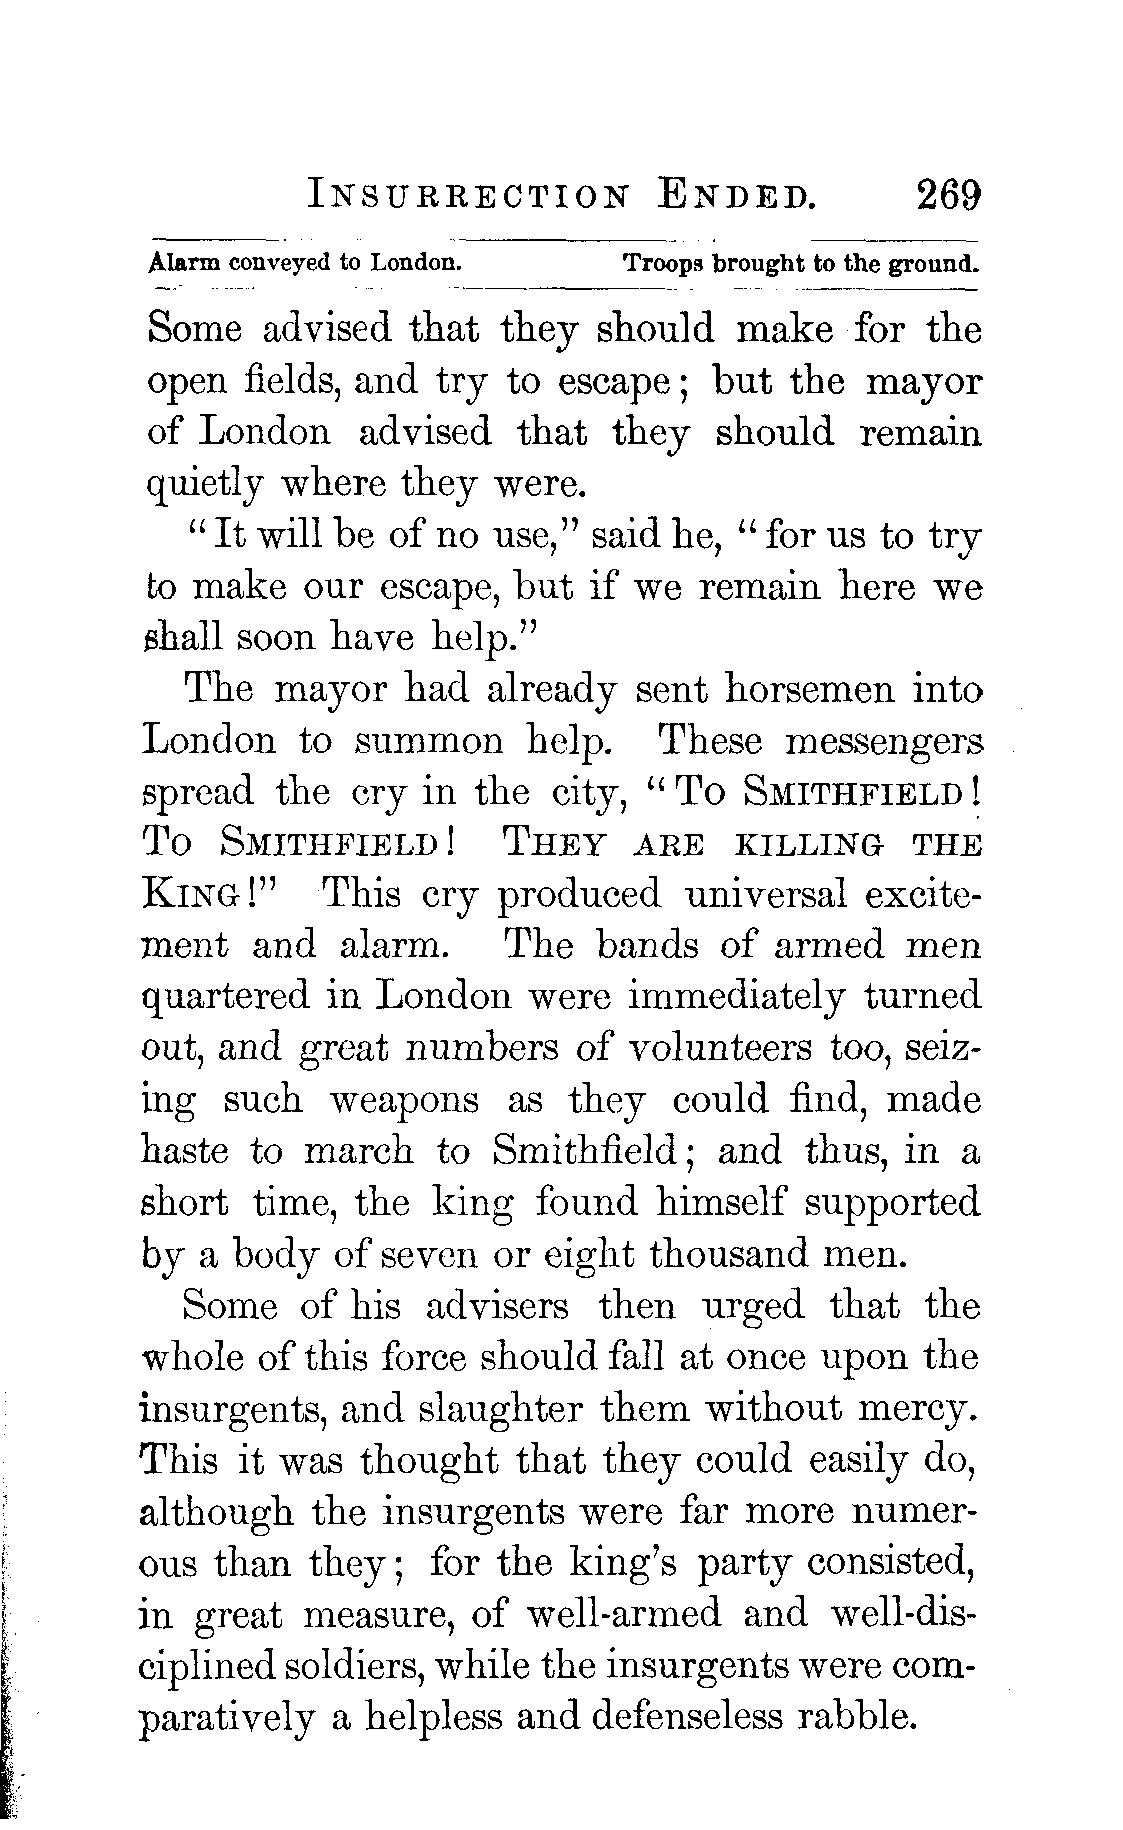 INSURRECTION ENDED. 269
Alarm conveyed to London. Troops brought to the ground.
Some advised that they should make for the
open fields, and try to escape; but the mayor
of London advised that they should remain
quietly where they were.
"It will be of no use," said he, "for us to try
to make our escape, but if we remain here we
shall soon have help."
The mayor had already sent horsemen into
London to summon help. These messengers
spread the cry in the city, "TO SMITHFIELD!
TO SMITHFIELD! THEY ARE KILLING THE
KING!" This cry produced universal excite-
ment and alarm. The bands of armed men
quartered in London were immediately turned
out, and great numbers of volunteers too, seiz-
ing such weapons as they could find, made
haste to march to Smithfield; and thus, in a
short time, the king found himself supported
by a body of seven or eight thousand men.
Some of his advisers then urged that the
whole of this force should fall at once upon the
insurgents, and slaughter them without mercy.
This it was thought that they could easily do,
although the insurgents were far more numer-
ous than they; for the king's party consisted,
in great measure, of well-armed and well-dis-
ciplined soldiers, while the insurgents were com-
paratively a helpless and defenseless rabble.